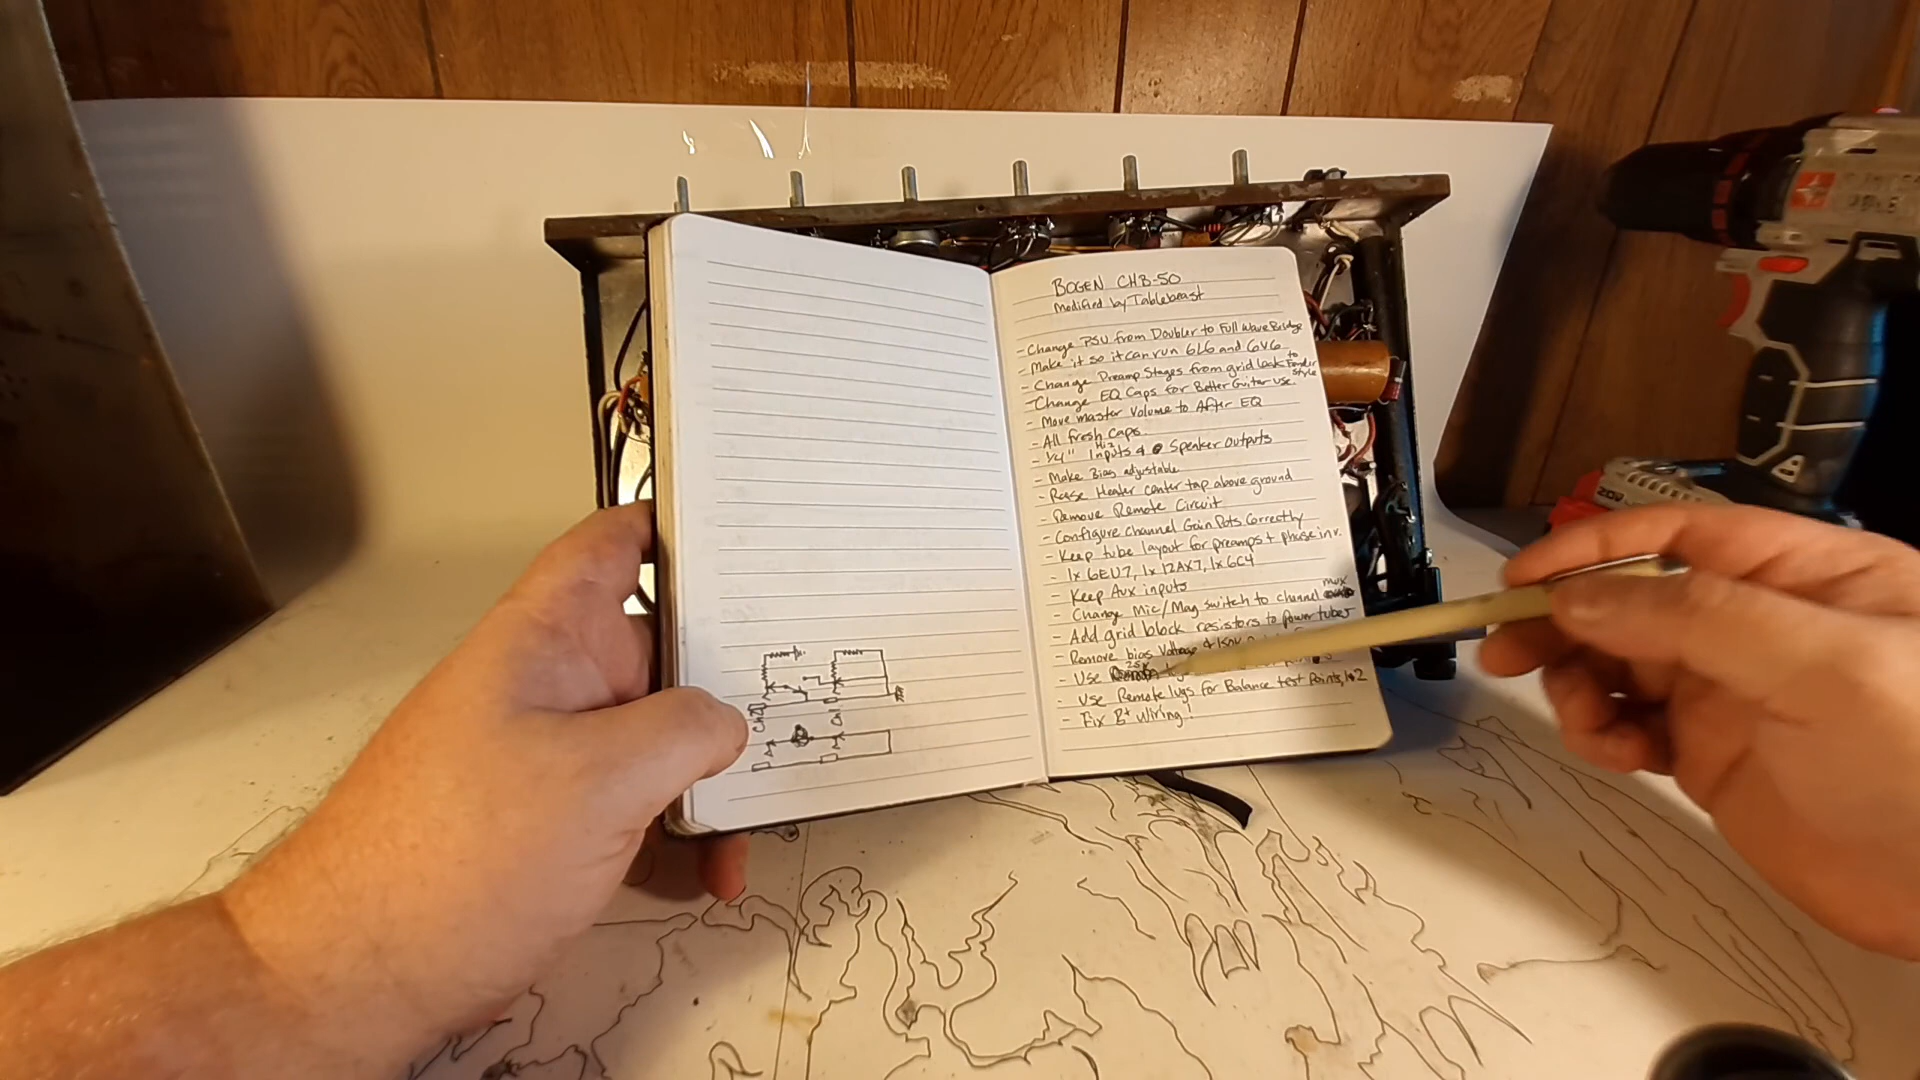 BOGEN CHB-50
Modified by Tablebeast
- Change PSU from Doubler to Full Wave Bridge
- Make it so it can run 6L6 and 6V6
- Change Preamp Stages from grid leak to Fender Style
- Change EQ Caps for Better Guitar use.
- Move master Volume to After EQ
- All fresh caps.
- 1/4" Hi Z Inputs & Speaker Outputs
- Make Bias adjustable
- Raise Heater center tap above ground
- Remove Remote Circuit
- Configure Channel Gain Pots Correctly
- Keep tube layout for preamps + phase inv.
- 1x 6EU7, 1x 12AX7, 1x 6C4
- Keep Aux inputs
- Change Mic/Mag switch to channel mux
- Add grid block resistors to power tubes
- Remove bias Voltage &
- Use 25V
- Use Remote lugs for Balance test Points, 1&2
- Fix B+ Wiring!
Ch2
Ch1
20V